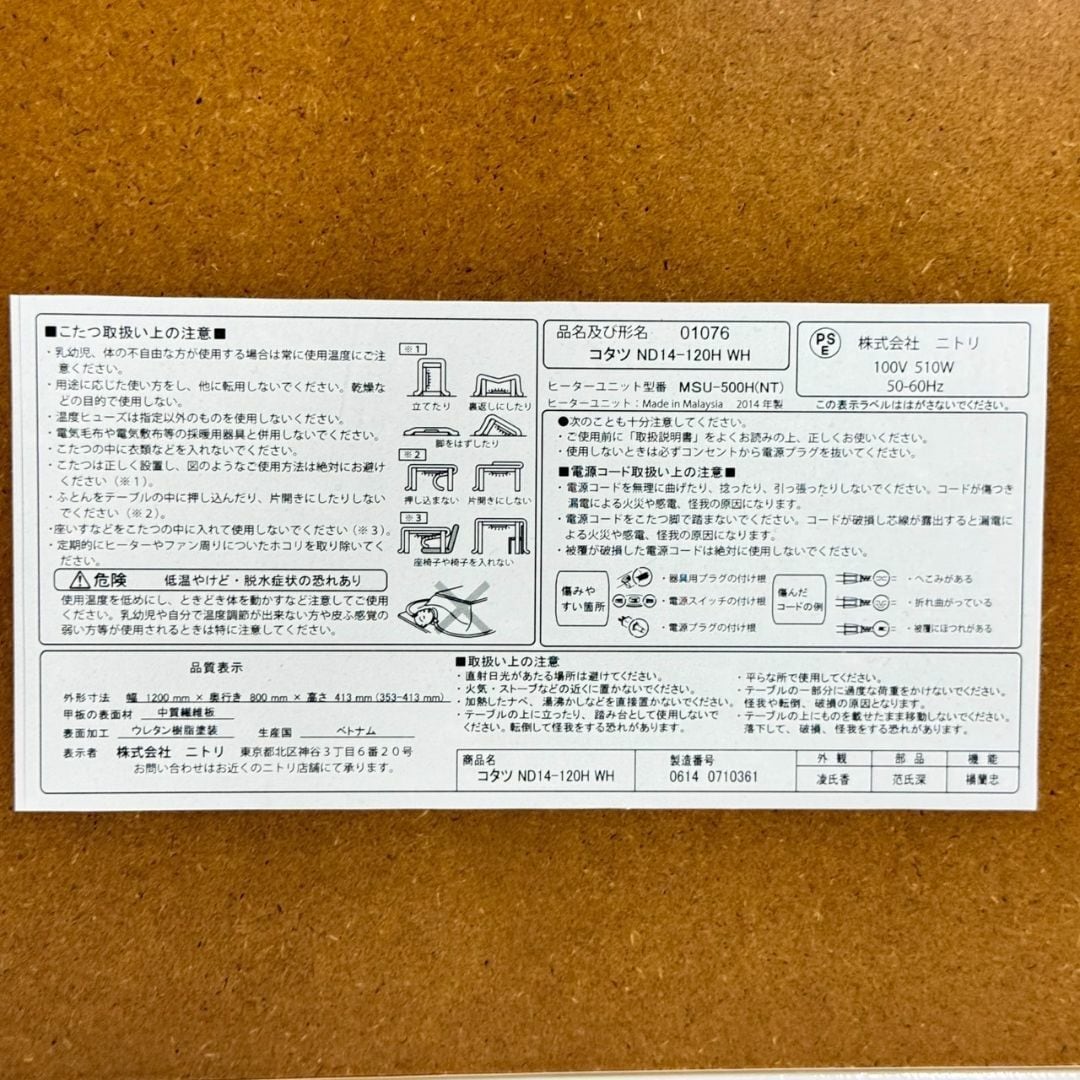 ■こたつ取扱い上の注意■
・乳幼児、体の不自由な方が使用する場合は常に使用温度にご注
意ください。
・用途に応じた使い方をし、他に転用しないでください。乾燥な
どの目的で使用しない。
・温度ヒューズは指定以外のものを使用しないください。
・電気毛布や電気敷布等の採暖用器具と併用しないでください。
・こたつの中に衣類などを入れないでください。
・こたつは正しく設置し、図のようなご使用方法は絶対にお避け
ください（※1）。
・ふとんをテーブルの中に押し込んだり、片開きにしたりしない
でください（※2）。
・座いすなどをこたつの中に入れて使用しないでください（※3）。
・定期的にヒーターやファン周りについたホコリを取り除いてく
ださい。
※1
立てたり 裏返しにしたり
脚をはずしたり
※2
押し込まない 片開きにしない
※3
座椅子や椅子を入れない
危険 低温やけど・脱水症状の恐れあり
使用温度を低めにし、ときどき体を動かすなど注意してご使用
ください。乳幼児や自分で温度調節が出来ない方や皮ふ感覚の
弱い方等が使用されるときは特に注意してください。
品名及び形名 01076
コタツ ND14-120H WH
ヒーターユニット型番 MSU-500H(NT)
ヒーターユニット：Made in Malaysia 2014年製
PSE 株式会社 ニトリ
100V 510W
50-60Hz
この表示ラベルははがさないでください。
●次のことも十分注意してください。
・ご使用前に「取扱説明書」をよくお読みの上、正しくお使いください。
・使用しないときは必ずコンセントから電源プラグを抜いてください。
■電源コード取扱い上の注意■
・電源コードを無理に曲げたり、捻ったり、引っ張ったりしないでください。コードが傷つき
漏電による火災や感電、怪我の原因になります。
・電源コードをこたつ脚で踏まないでください。コードが破損し芯線が露出すると漏電に
よる火災や感電、怪我の原因になります。
・被覆が破損した電源コードは絶対に使用しないでください。
傷みや
すい箇所
・器具用プラグの付け根
・電源スイッチの付け根
・電源プラグの付け根
傷んだ
コードの例
・へこみがある
・折れ曲がっている
・被覆にほつれがある
品質表示
外形寸法 幅 1200mm × 奥行き 800mm × 高さ 413mm (353-413mm)
甲板の表面材 中質繊維板
表面加工 ウレタン樹脂塗装 生産国 ベトナム
表示者 株式会社 ニトリ 東京都北区神谷3丁目6番20号
お問い合わせはお近くのニトリ店舗にて承ります。
■取扱い上の注意
・直射日光があたる場所は避けてください。
・火気・ストーブなどの近くに置かないでください。
・加熱したナベ、湯沸かしなどを直接置かないでください。
・テーブルの上に立ったり、踏み台として使用しないで
ください。転倒して怪我をする恐れがあります。
・平らな所で使用してください。
・テーブルの一部分に過度な荷重をかけないでください。
怪我や転倒、破損の原因となります。
・テーブルの上にものを載せたまま移動しないでください。
落下して、破損、怪我をする恐れがあります。
商品名 製造番号 外観 部品 機能
コタツ ND14-120H WH 0614 0710361 凌氏香 范氏深 楊蘭忠